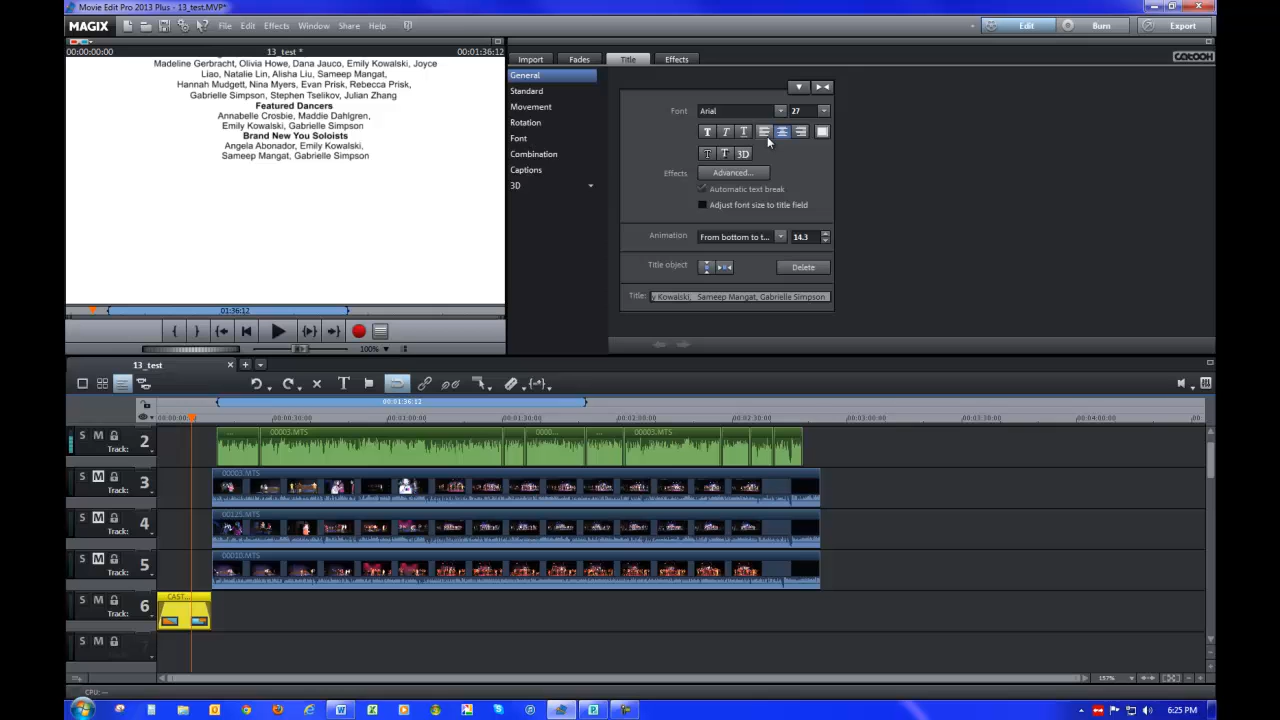 Movie Edit Pro 2013 Plus - 13_test.MVP*
MAGIX
File Edit Effects Window Share Help
Edit
Burn
Export
00:00:00:00
13_test *
00:01:36:12
Madeline Gerbracht, Olivia Howe, Dana Jauco, Emily Kowalski, Joyce
Liao, Natalie Lin, Alisha Liu, Sameep Mangat,
Hannah Mudgett, Nina Myers, Evan Prisk, Rebecca Prisk,
Gabrielle Simpson, Stephen Tselikov, Julian Zhang
Featured Dancers
Annabelle Crosbie, Maddie Dahlgren,
Emily Kowalski, Gabrielle Simpson
Brand New You Soloists
Angela Abonador, Emily Kowalski,
Sameep Mangat, Gabrielle Simpson
01:36:12
100%
Import Fades Title Effects
COCOOH
General
Standard
Movement
Rotation
Font
Combination
Captions
3D
Font
Arial
27
T T T
T T 3D
Effects
Advanced...
Automatic text break
Adjust font size to title field
Animation
From bottom to t...
14.3
Title object
Delete
Title:
y Kowalski, Sameep Mangat, Gabrielle Simpson
13_test
T
00:01:36:12
00:00:00:00 00:00:30:00 00:01:00:00 00:01:30:00 00:02:00:00 00:02:30:00 00:03:00:00 00:03:30:00 00:04:00:00
S M Track: 2
... 00003.MTS 0000... ... 00003.MTS
S M Track: 3
00003.MTS
S M Track: 4
00125.MTS
S M Track: 5
00010.MTS
S M Track: 6
CAST...
S M Track: 7
157%
CPU: —
6:25 PM